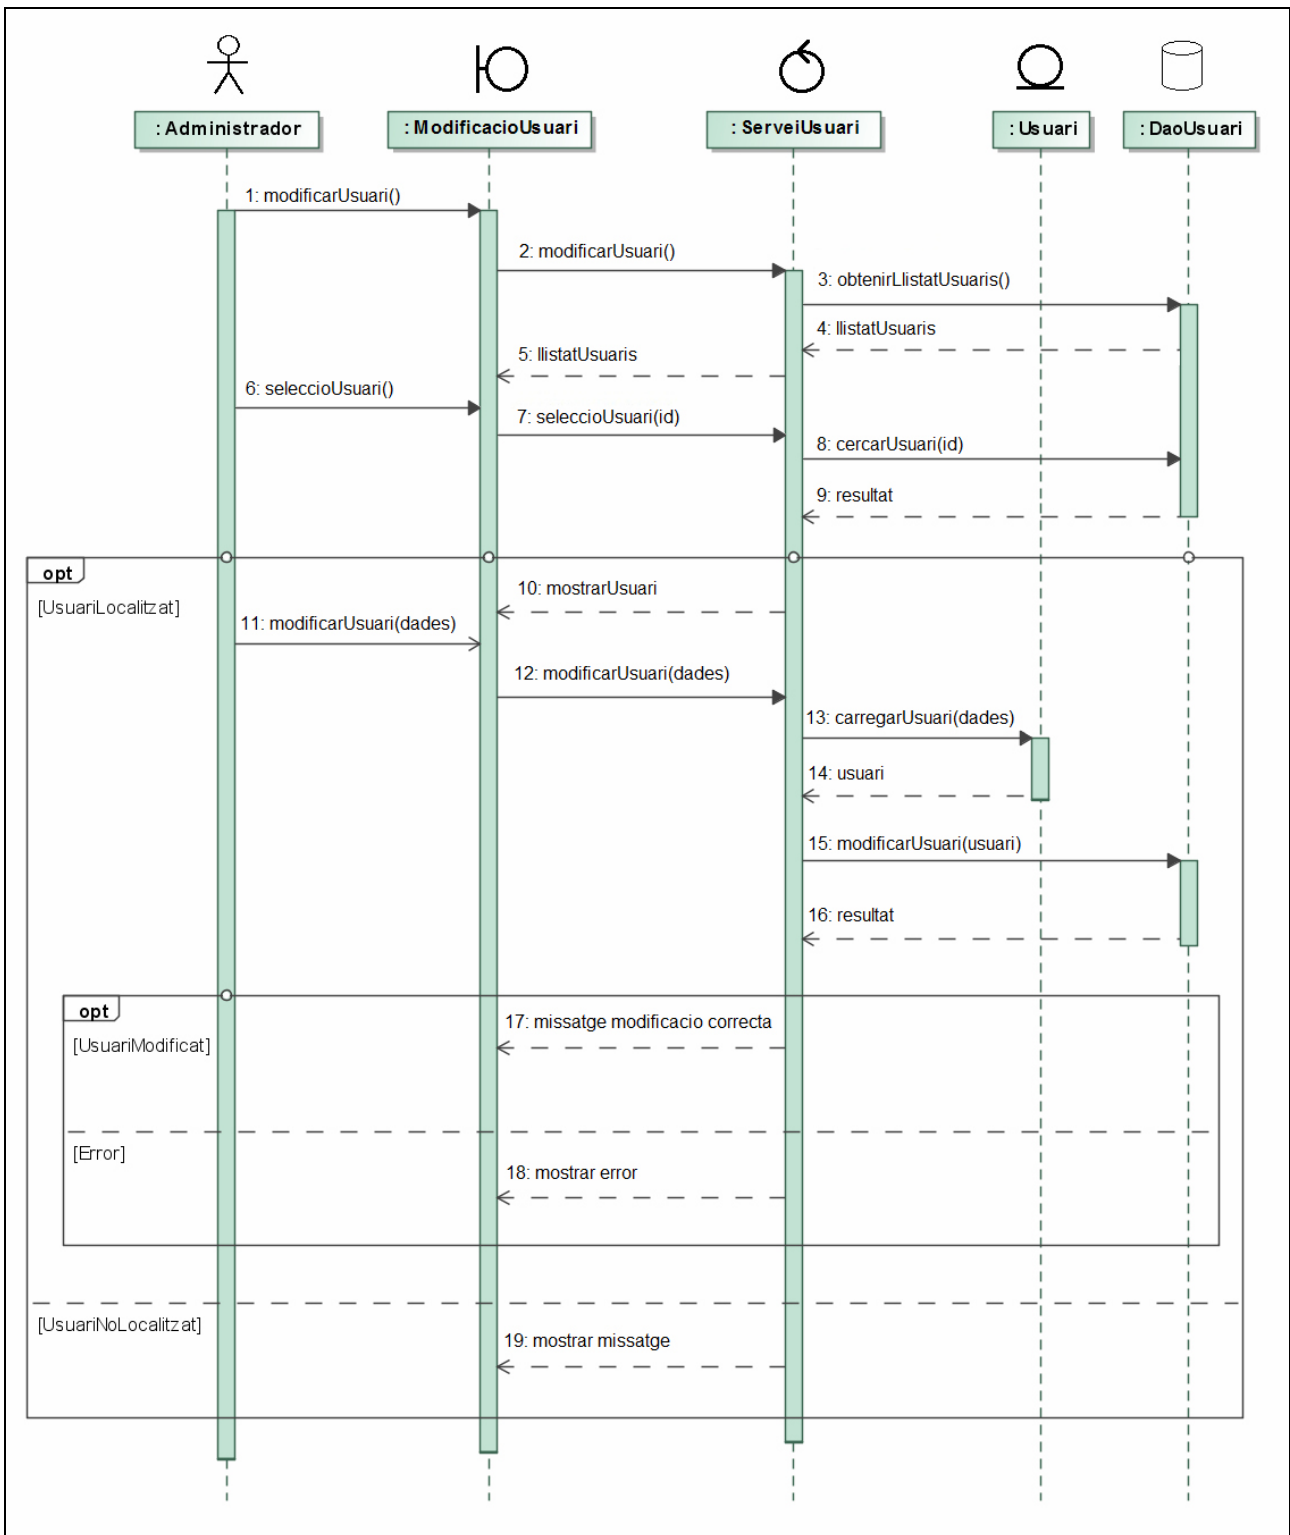 : Administrador
: ModificacioUsuari
: ServeiUsuari
: Usuari
: DaoUsuari
1: modificarUsuari()
2: modificarUsuari()
3: obtenirLlistatUsuaris()
4: llistatUsuaris
5: llistatUsuaris
6: seleccioUsuari()
7: seleccioUsuari(id)
8: cercarUsuari(id)
9: resultat
opt
[UsuariLocalitzat]
10: mostrarUsuari
11: modificarUsuari(dades)
12: modificarUsuari(dades)
13: carregarUsuari(dades)
14: usuari
15: modificarUsuari(usuari)
16: resultat
opt
[UsuariModificat]
17: missatge modificacio correcta
[Error]
18: mostrar error
[UsuariNoLocalitzat]
19: mostrar missatge